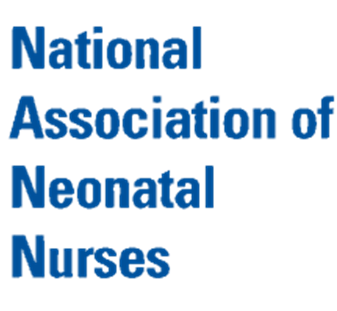 National
Association of
Neonatal
Nurses